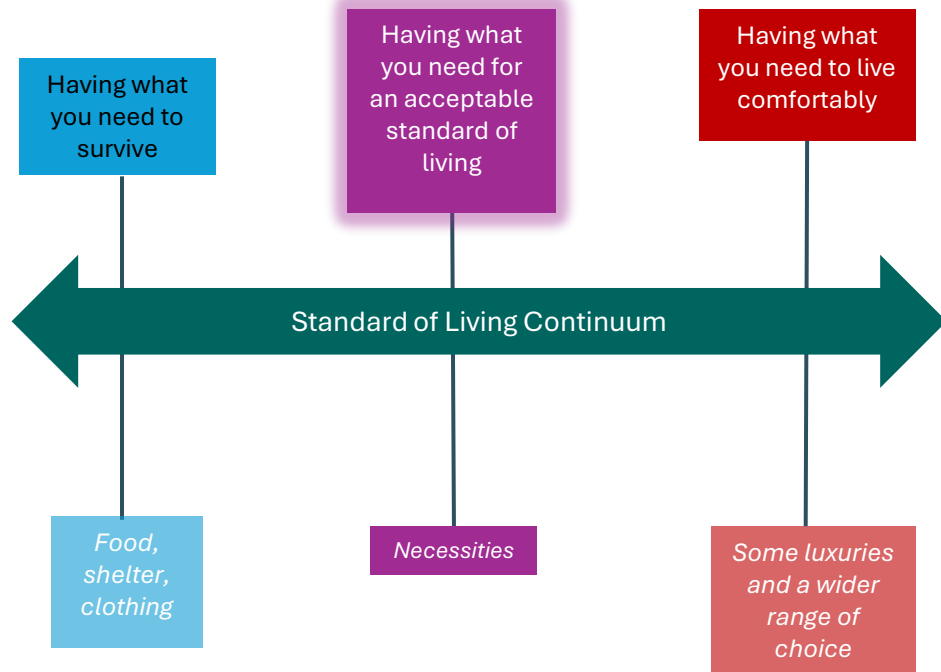 Having what
you need to
survive
Having what
you need for
an acceptable
standard of
living
Having what
you need to live
comfortably
Standard of Living Continuum
Food,
shelter,
clothing
Necessities
Some luxuries
and a wider
range of
choice